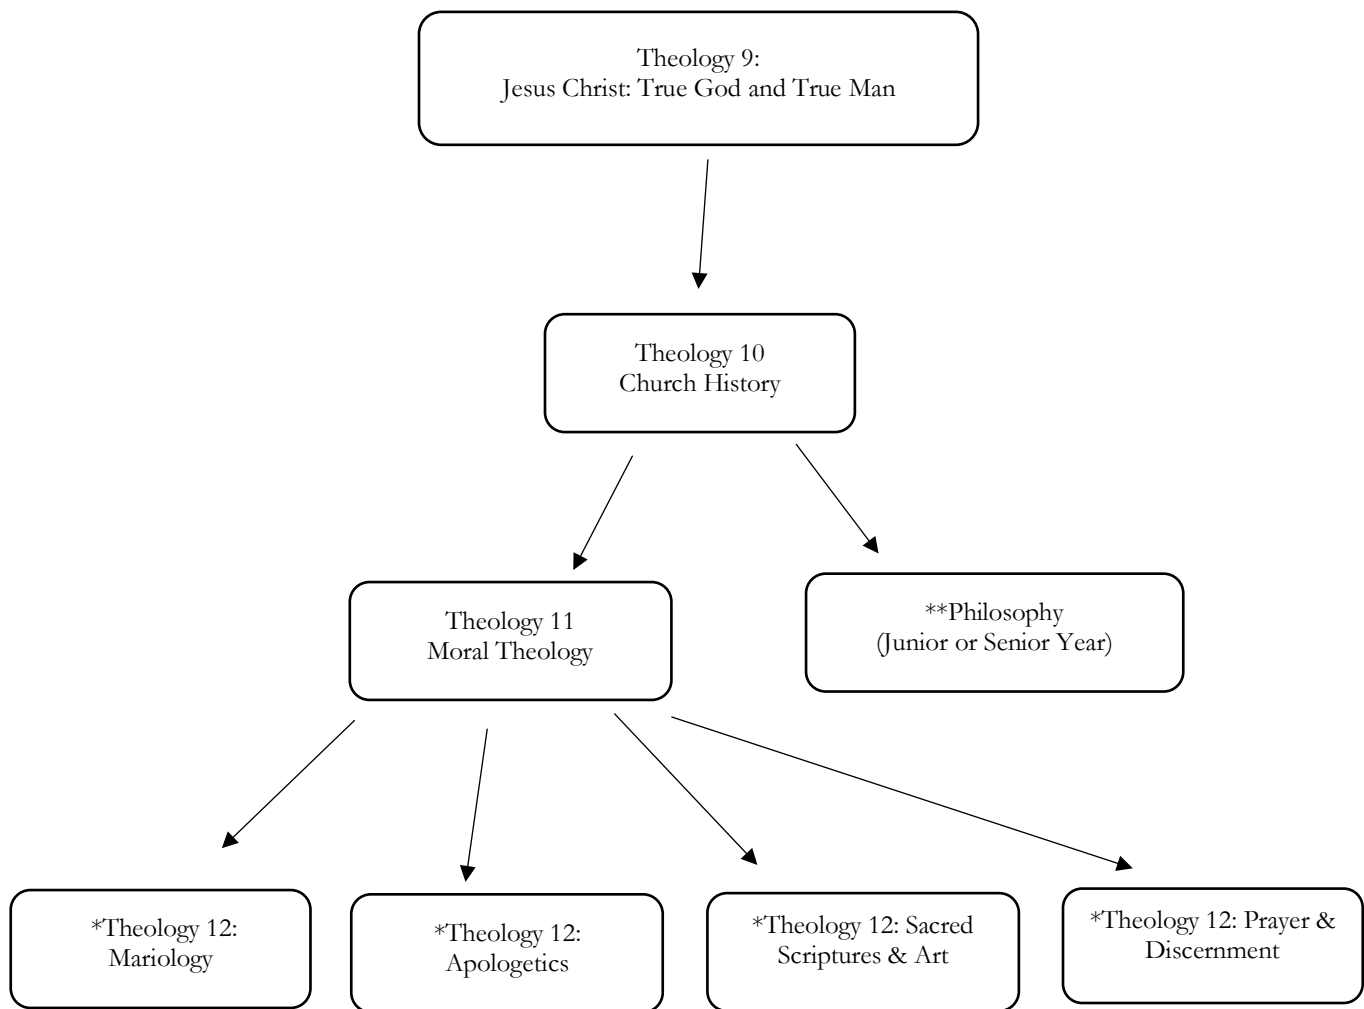 Theology 9:
Jesus Christ: True God and True Man
Theology 10
Church History
Theology 11
Moral Theology
**Philosophy
(Junior or Senior Year)
*Theology 12:
Mariology
*Theology 12:
Apologetics
*Theology 12: Sacred
Scriptures & Art
*Theology 12: Prayer &
Discernment